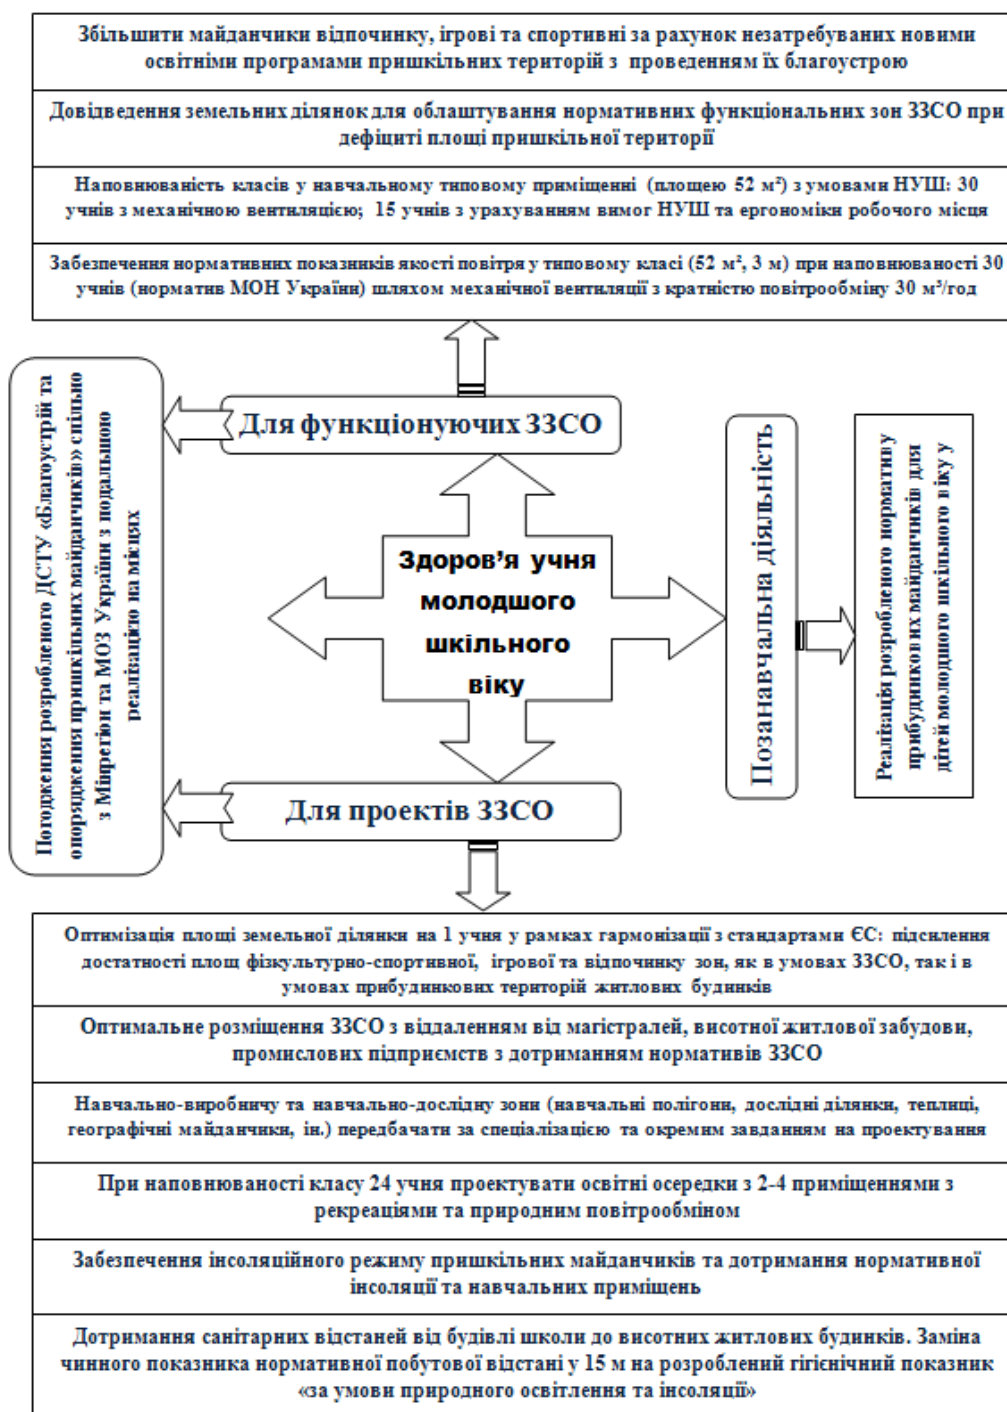 Збільшити майданчики відпочинку, ігрові та спортивні за рахунок незатребуваних новими
освітніми програмами пришкільних територій з проведенням їх благоустрою
Довідведення земельних ділянок для облаштування нормативних функціональних зон ЗЗСО при
дефіциті площі пришкільної території
Наповнюваність класів у навчальному типовому приміщенні (площею 52 м²) з умовами НУШ: 30
учнів з механічною вентиляцією; 15 учнів з урахуванням вимог НУШ та ергономіки робочого місця
Забезпечення нормативних показників якості повітря у типовому класі (52 м², 3 м) при наповнюваності 30
учнів (норматив МОН України) шляхом механічної вентиляції з кратністю повітрообміну 30 м³/год
Погодження розробленого ДСТУ «Благоустрій та
опорядження пришкільних майданчиків» спільно
з Мінрегіон та МОЗ України з подальшою
реалізацією на місцях
Для функціонуючих ЗЗСО
Здоров’я учня
молодшого
шкільного
віку
Позанавчальна діяльність
Реалізація розробленого нормативу
прибудинкових майданчиків для
дітей молодшого шкільного віку у
Для проектів ЗЗСО
Оптимізація площі земельної ділянки на 1 учня у рамках гармонізації з стандартами ЄС: підсилення
достатності площ фізкультурно-спортивної, ігрової та відпочинку зон, як в умовах ЗЗСО, так і в
умовах прибудинкових територій житлових будинків
Оптимальне розміщення ЗЗСО з віддаленням від магістралей, висотної житлової забудови,
промислових підприємств з дотриманням нормативів ЗЗСО
Навчально-виробничу та навчально-дослідну зони (навчальні полігони, дослідні ділянки, теплиці,
географічні майданчики, ін.) передбачати за спеціалізацією та окремим завданням на проектування
При наповнюваності класу 24 учня проектувати освітні осередки з 2-4 приміщеннями з
рекреаціями та природним повітрообміном
Забезпечення інсоляційного режиму пришкільних майданчиків та дотримання нормативної
інсоляції та навчальних приміщень
Дотримання санітарних відстаней від будівлі школи до висотних житлових будинків. Заміна
чинного показника нормативної побутової відстані у 15 м на розроблений гігієнічний показник
«за умови природного освітлення та інсоляції»